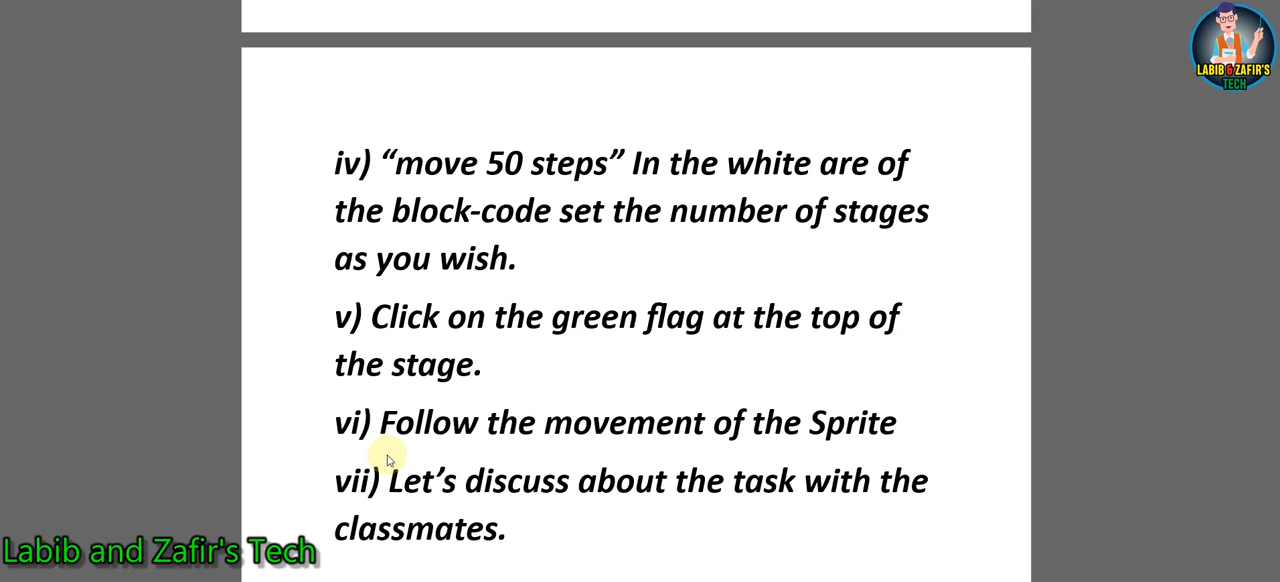 LABIB & ZAFIR'S
TECH
iv) “move 50 steps” In the white are of
the block-code set the number of stages
as you wish.
v) Click on the green flag at the top of
the stage.
vi) Follow the movement of the Sprite
vii) Let’s discuss about the task with the
classmates.
Labib and Zafir's Tech